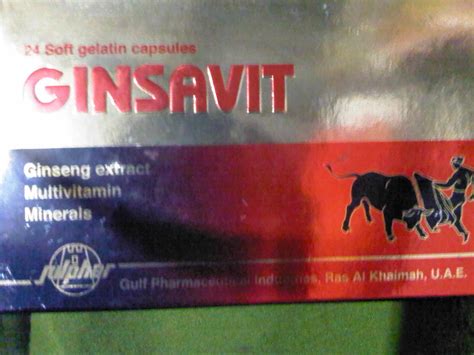 24 Soft gelatin capsules
GINSAVIT
Ginseng extract
Multivitamin
Minerals
julphar
Gulf Pharmaceutical Industries, Ras Al Khaimah, U.A.E.